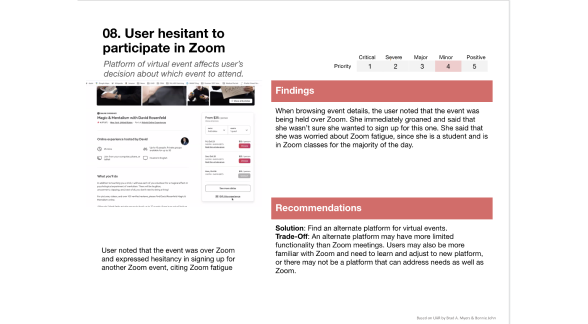 08. User hesitant to
participate in Zoom
Platform of virtual event affects user's
decision about which event to attend.
Critical Severe Major Minor Positive
Priority 1 2 3 4 5
Magic & Mentalism with David Rosenfeld
Online experience hosted by David
What you'll do
User noted that the event was over Zoom
and expressed hesitancy in signing up for
another Zoom event, citing Zoom fatigue
Findings
When browsing event details, the user noted that the event was
being held over Zoom. She immediately groaned and said that
she wasn't sure she wanted to sign up for this one. She said that
she was worried about Zoom fatigue, since she is a student and is
in Zoom classes for the majority of the day.
Recommendations
Solution: Find an alternate platform for virtual events.
Trade-Off: An alternate platform may have more limited
functionality than Zoom meetings. Users may also be more
familiar with Zoom and need to learn and adjust to new platform,
or there may not be a platform that can address needs as well as
Zoom.
Based on UAR by Brad A. Myers & Bonnie John